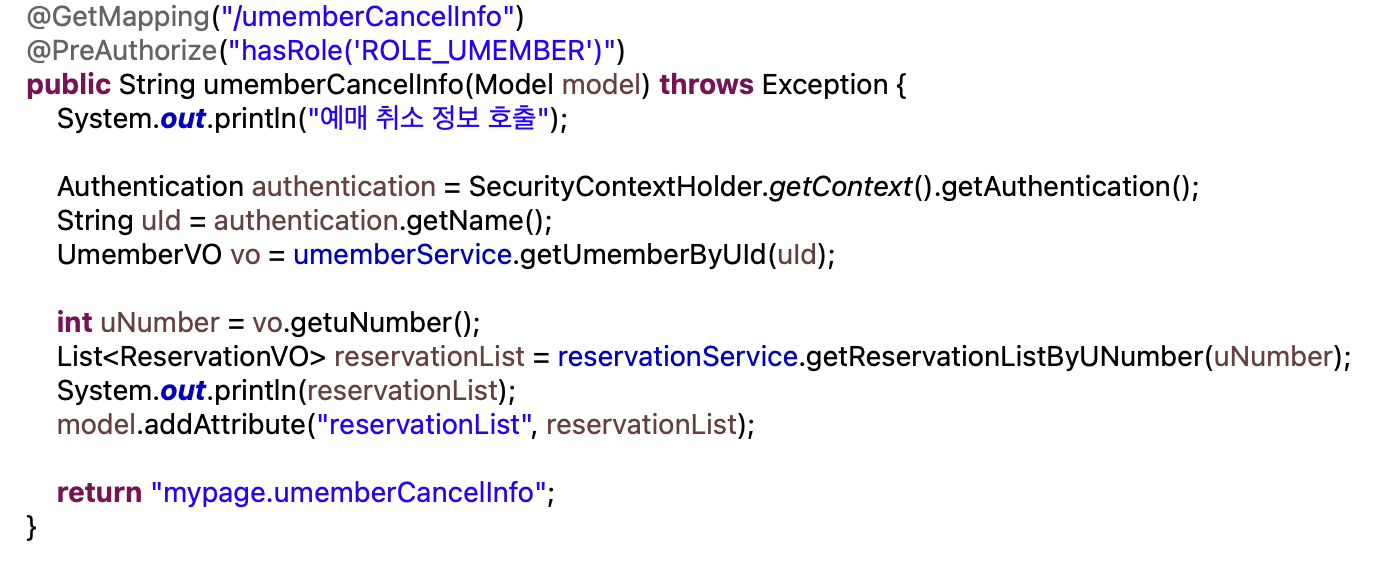 @GetMapping("/umemberCancelInfo")
@PreAuthorize("hasRole('ROLE_UMEMBER')")
public String umemberCancelInfo(Model model) throws Exception {
System.out.println("예매 취소 정보 호출");
Authentication authentication = SecurityContextHolder.getContext().getAuthentication();
String uId = authentication.getName();
UmemberVO vo = umemberService.getUmemberByUId(uId);
int uNumber = vo.getuNumber();
List<ReservationVO> reservationList = reservationService.getReservationListByUNumber(uNumber);
System.out.println(reservationList);
model.addAttribute("reservationList", reservationList);
return "mypage.umemberCancelInfo";
}